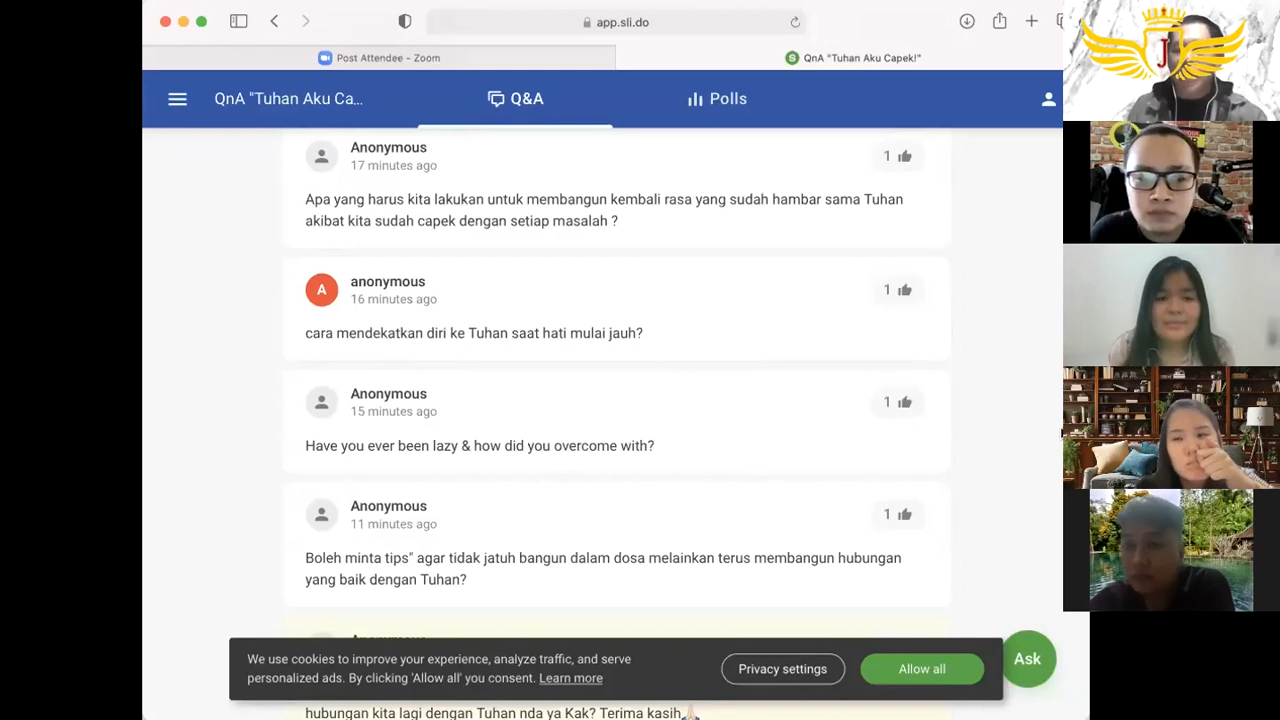 app.sli.do
Post Attendee - Zoom
S QnA "Tuhan Aku Capek!"
QnA "Tuhan Aku Ca...
Q&A
Polls
J
Anonymous
17 minutes ago
1
Apa yang harus kita lakukan untuk membangun kembali rasa yang sudah hambar sama Tuhan
akibat kita sudah capek dengan setiap masalah ?
A
anonymous
16 minutes ago
1
cara mendekatkan diri ke Tuhan saat hati mulai jauh?
Anonymous
15 minutes ago
1
Have you ever been lazy & how did you overcome with?
Anonymous
11 minutes ago
1
Boleh minta tips" agar tidak jatuh bangun dalam dosa melainkan terus membangun hubungan
yang baik dengan Tuhan?
Anonymous
We use cookies to improve your experience, analyze traffic, and serve
personalized ads. By clicking 'Allow all' you consent. Learn more
Privacy settings
Allow all
Ask
hubungan kita lagi dengan Tuhan nda ya Kak? Terima kasih🙏🏻